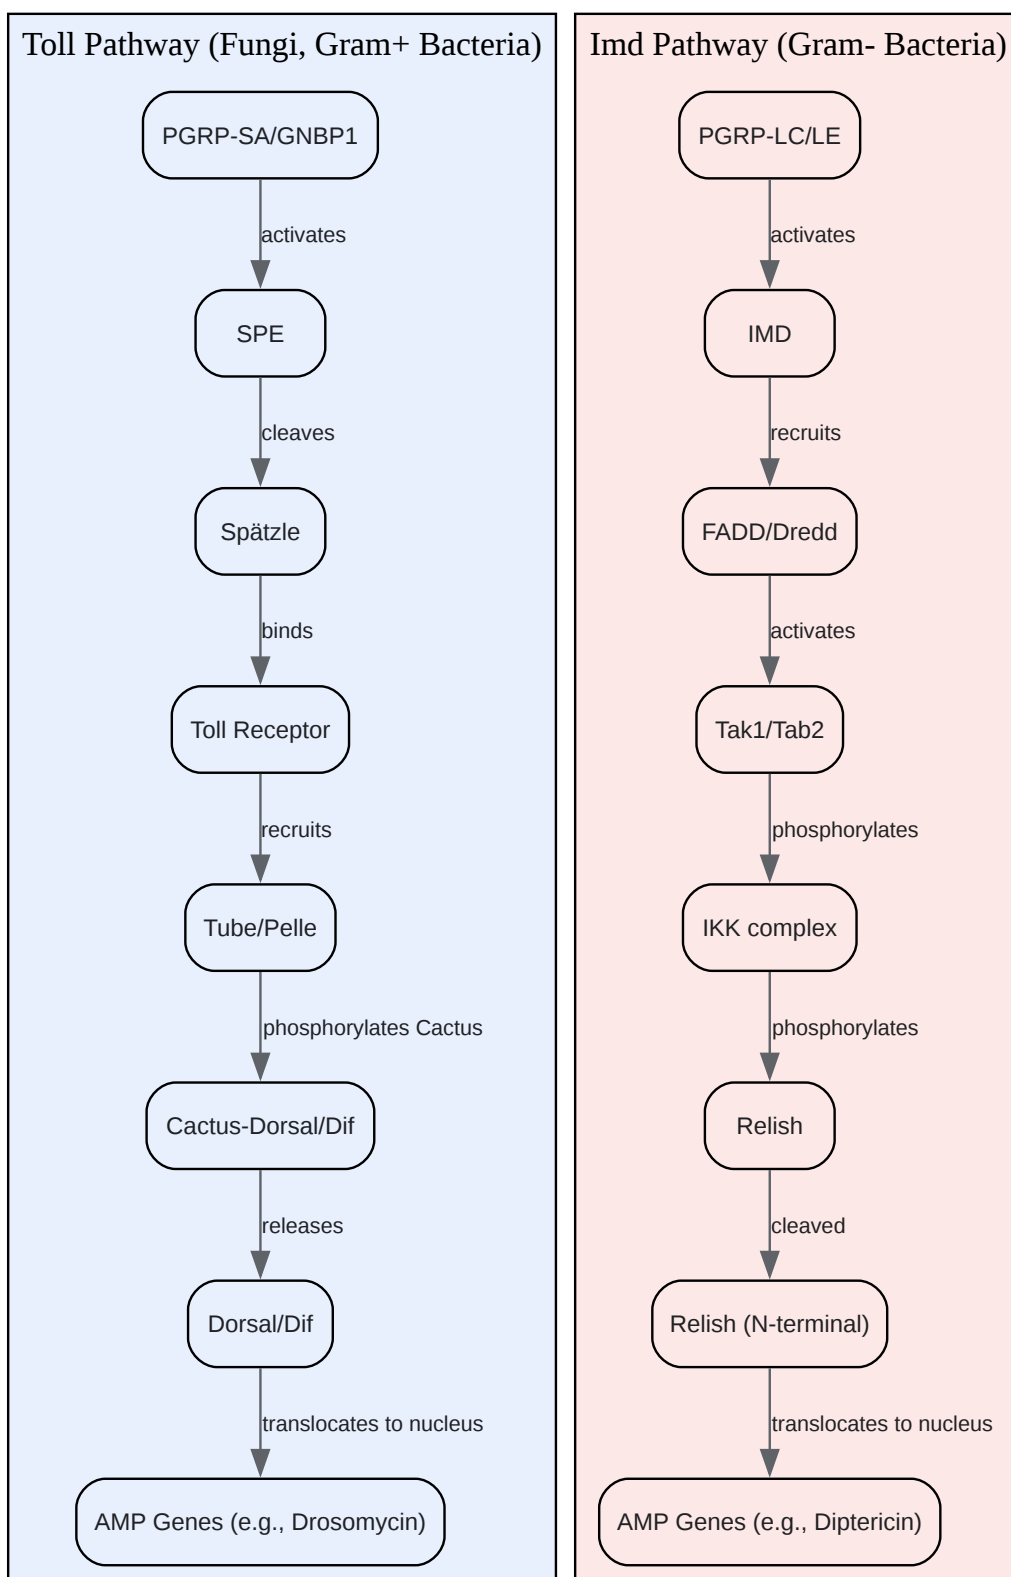 Toll Pathway (Fungi, Gram+ Bacteria)
PGRP-SA/GNBP1
activates
SPE
cleaves
Spätzle
binds
Toll Receptor
recruits
Tube/Pelle
phosphorylates Cactus
Cactus-Dorsal/Dif
releases
Dorsal/Dif
translocates to nucleus
AMP Genes (e.g., Drosomycin)
Imd Pathway (Gram- Bacteria)
PGRP-LC/LE
activates
IMD
recruits
FADD/Dredd
activates
Tak1/Tab2
phosphorylates
IKK complex
phosphorylates
Relish
cleaved
Relish (N-terminal)
translocates to nucleus
AMP Genes (e.g., Diptericin)